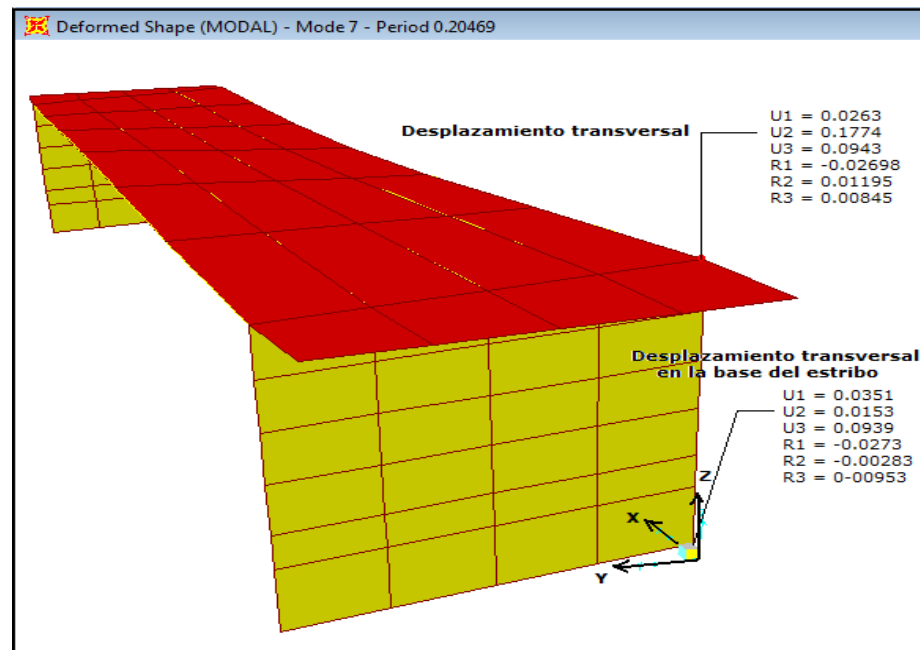 Deformed Shape (MODAL) - Mode 7 - Period 0.20469
Desplazamiento transversal
U1 = 0.0263
U2 = 0.1774
U3 = 0.0943
R1 = -0.02698
R2 = 0.01195
R3 = 0.00845
Desplazamiento transversal
en la base del estribo
U1 = 0.0351
U2 = 0.0153
U3 = 0.0939
R1 = -0.0273
R2 = -0.00283
R3 = 0-00953
Z
X
Y